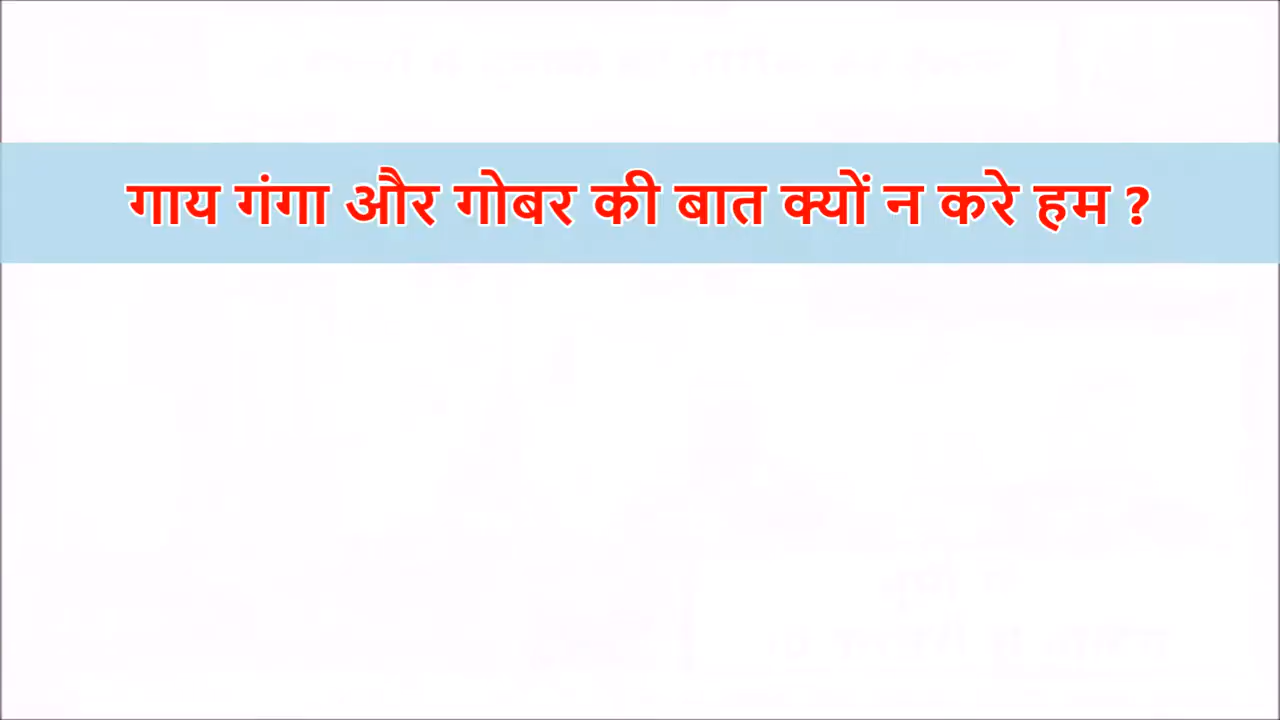 गाय गंगा और गोबर की बात क्यों न करे हम ?